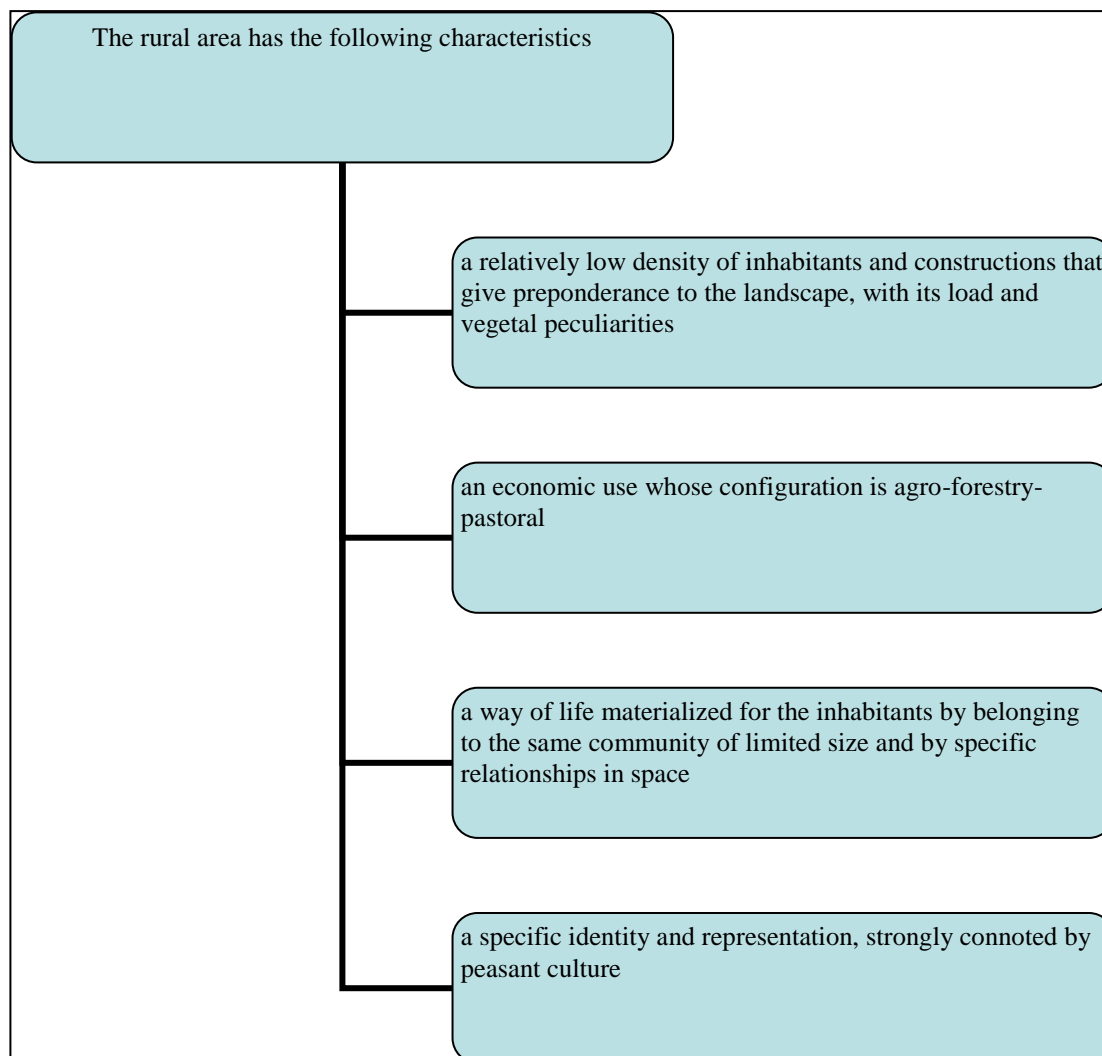 The rural area has the following characteristics
a relatively low density of inhabitants and constructions that
give preponderance to the landscape, with its load and
vegetal peculiarities
an economic use whose configuration is agro-forestry-
pastoral
a way of life materialized for the inhabitants by belonging
to the same community of limited size and by specific
relationships in space
a specific identity and representation, strongly connoted by
peasant culture